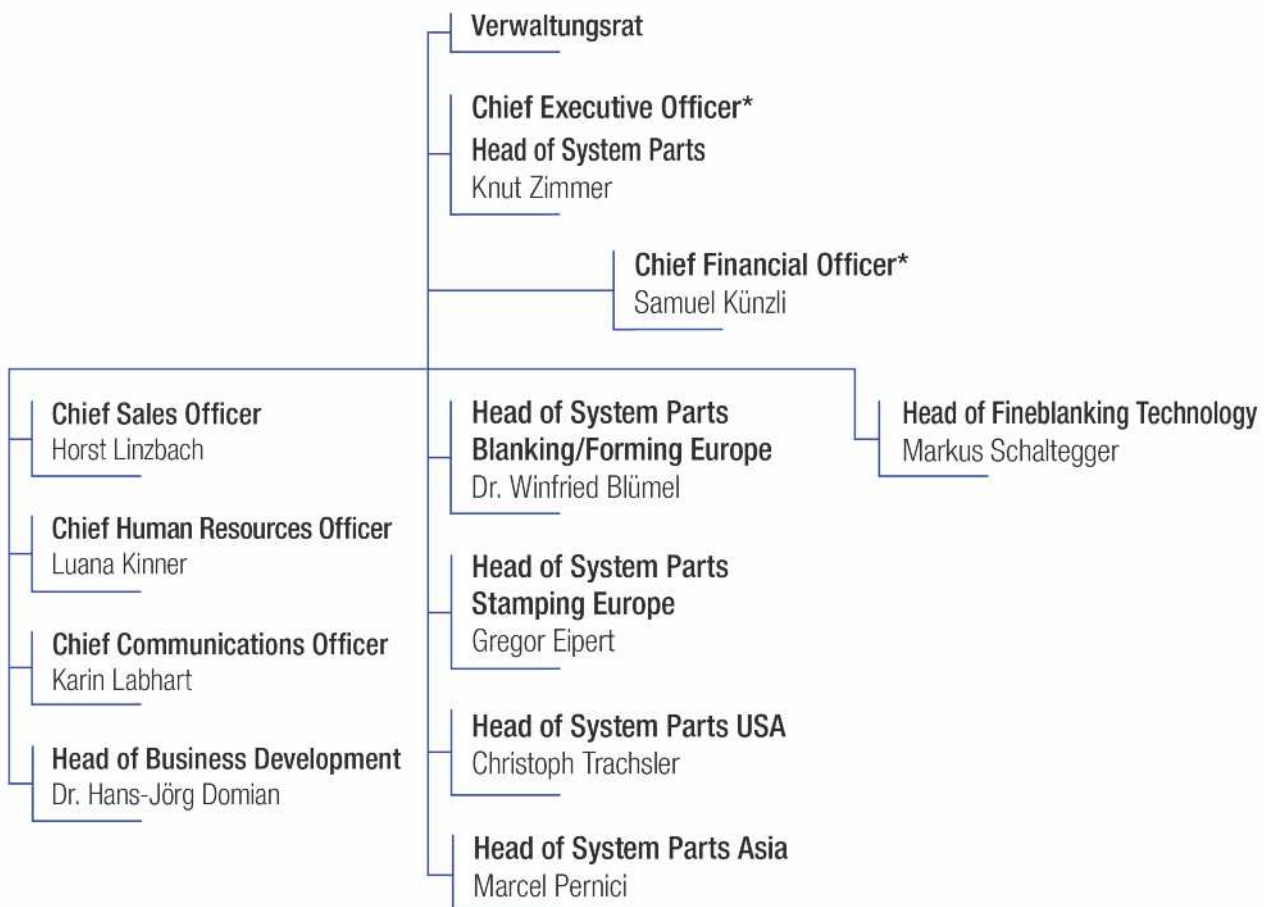 Verwaltungsrat
Chief Executive Officer*
Head of System Parts
Knut Zimmer
Chief Financial Officer*
Samuel Künzli
Chief Sales Officer
Horst Linzbach
Chief Human Resources Officer
Luana Kinner
Chief Communications Officer
Karin Labhart
Head of Business Development
Dr. Hans-Jörg Domian
Head of System Parts
Blanking/Forming Europe
Dr. Winfried Blümel
Head of System Parts
Stamping Europe
Gregor Eipert
Head of System Parts USA
Christoph Trachsler
Head of System Parts Asia
Marcel Pernici
Head of Fineblanking Technology
Markus Schaltegger